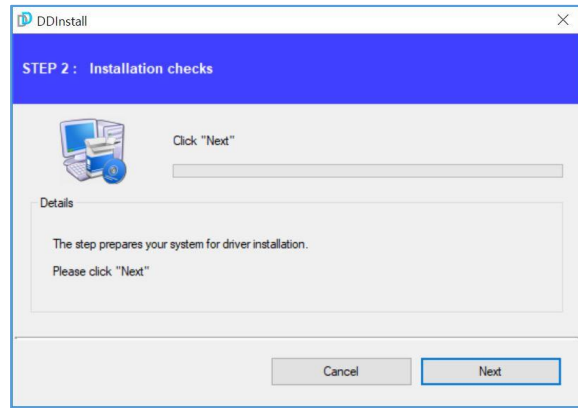 DDInstall
STEP 2 : Installation checks
Click "Next"
Details
The step prepares your system for driver installation.
Please click "Next"
Cancel
Next